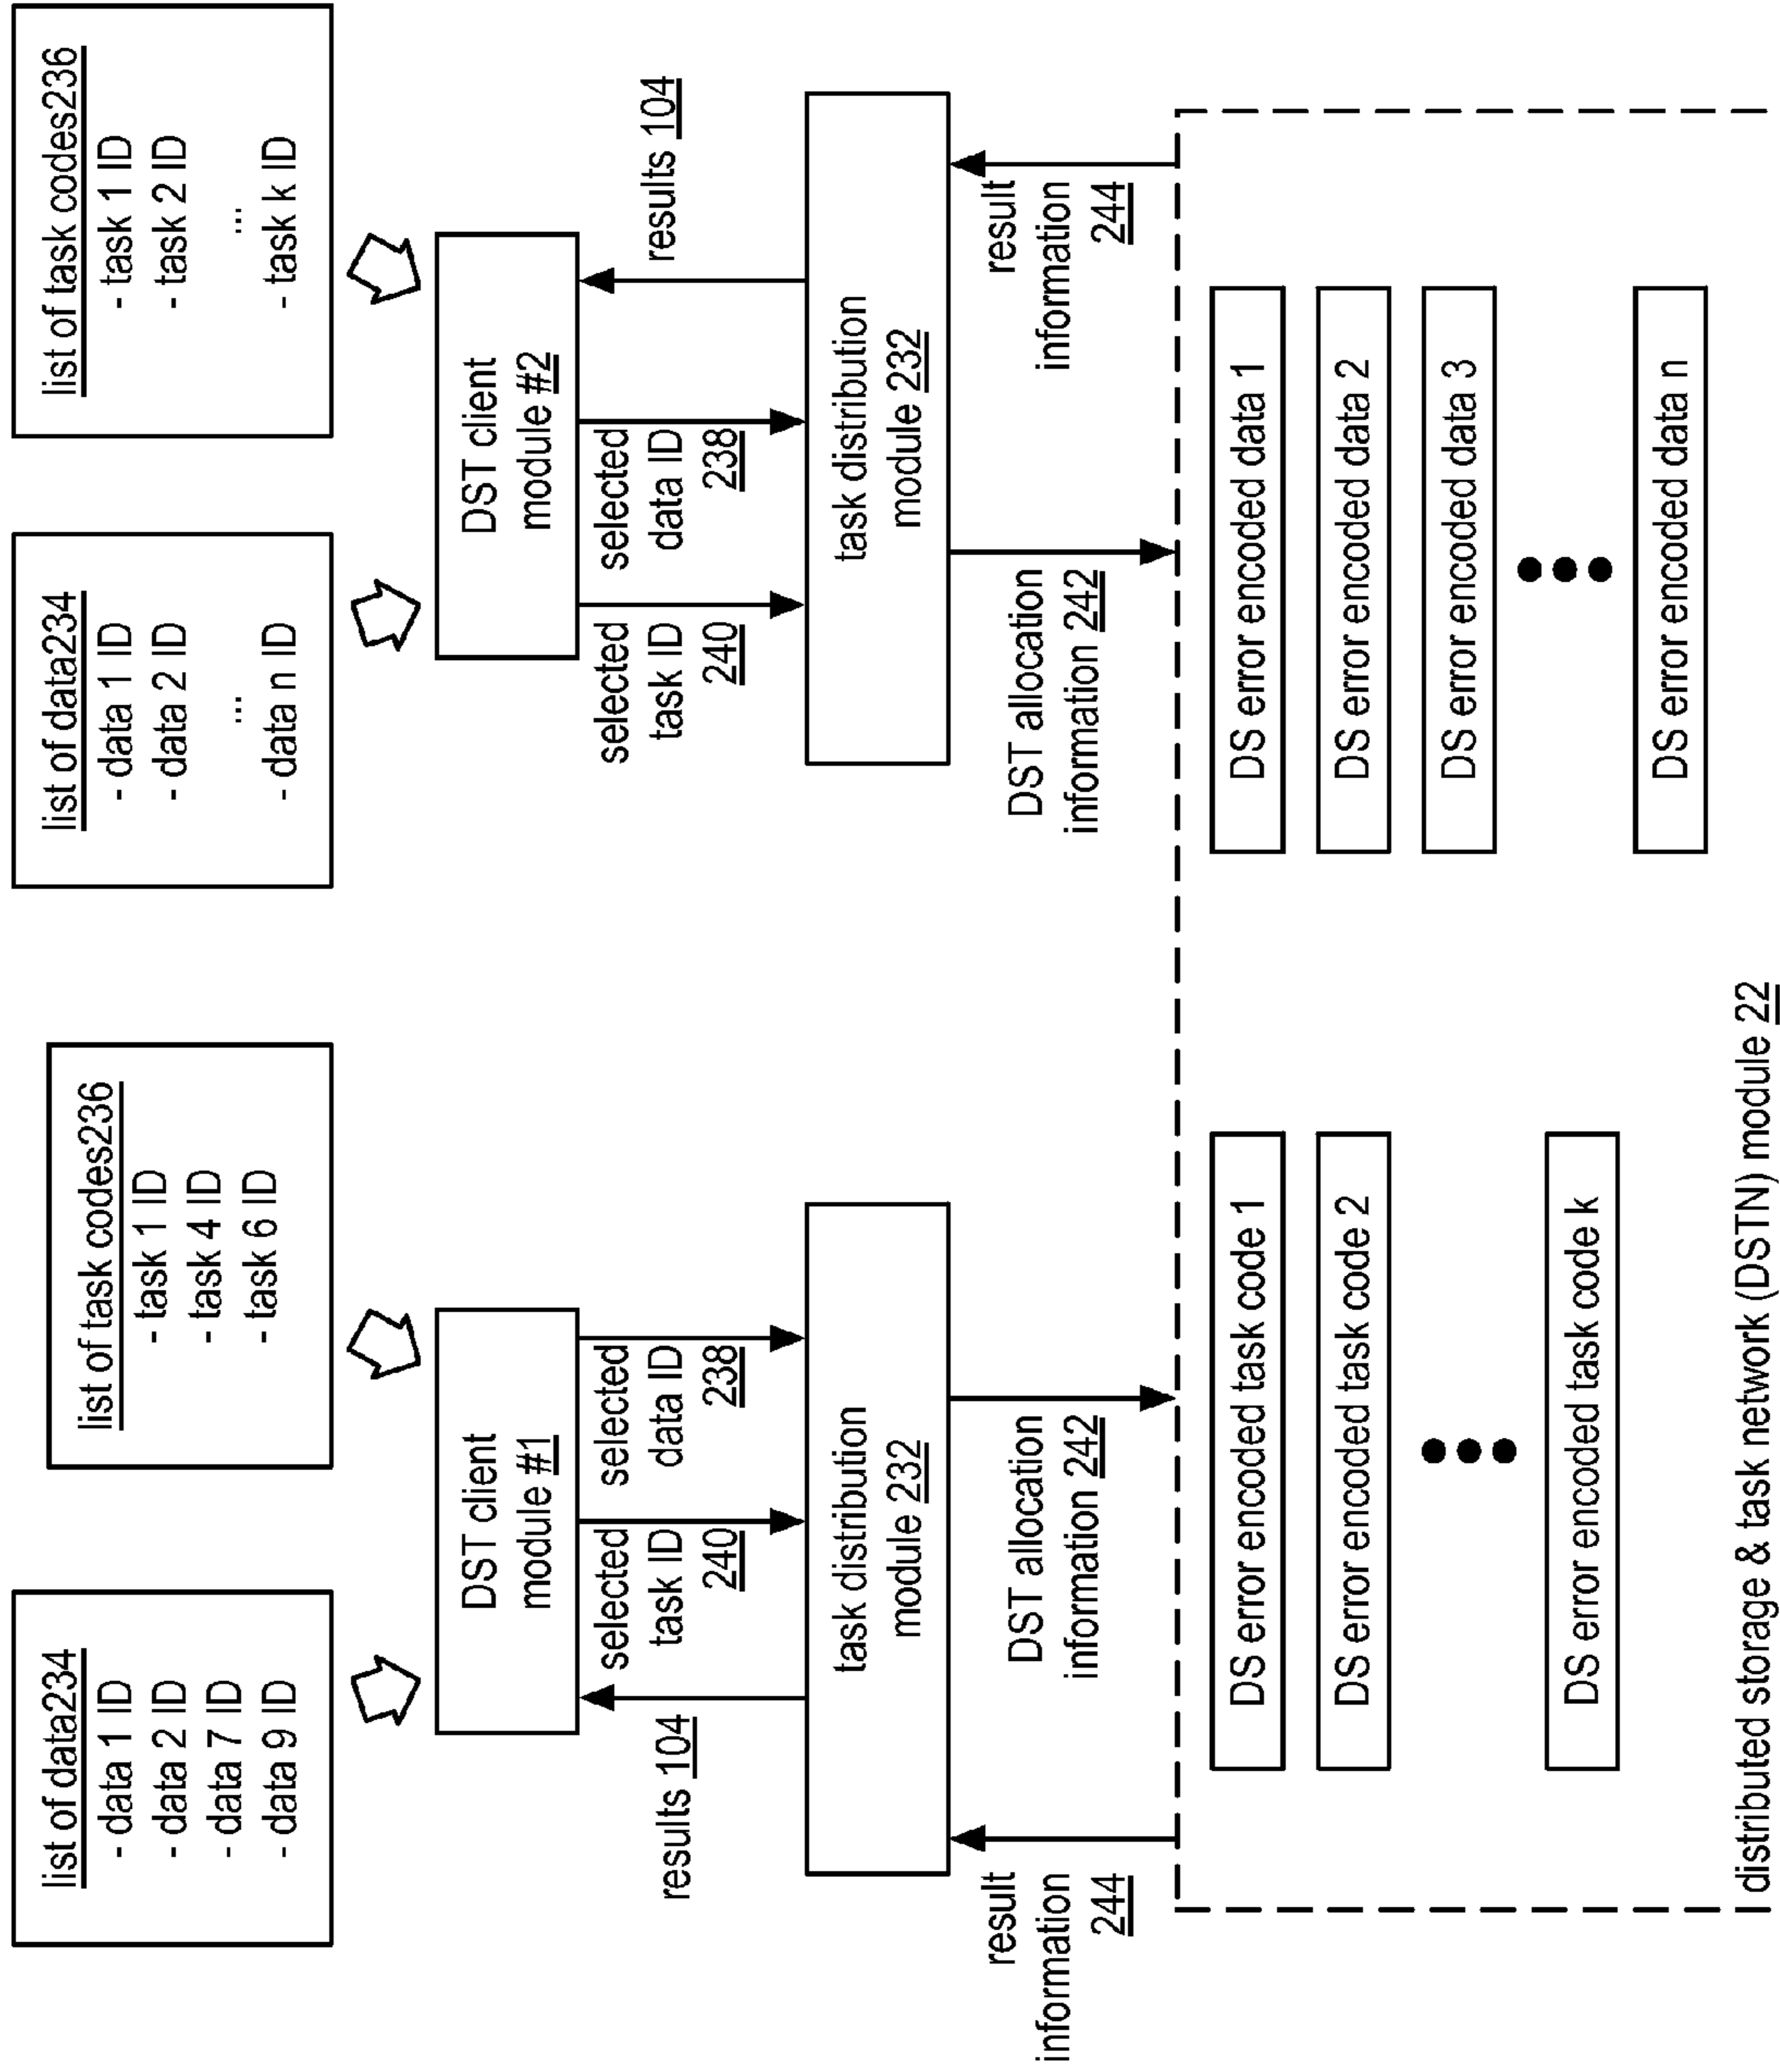 list of data234
- data 1 ID
- data 2 ID
- data 7 ID
- data 9 ID
list of task codes236
- task 1 ID
- task 4 ID
- task 6 ID
list of data234
- data 1 ID
- data 2 ID
...
- data n ID
list of task codes236
- task 1 ID
- task 2 ID
...
- task k ID
DST client
module #1
DST client
module #2
results 104
selected
task ID
240
selected
data ID
238
selected
task ID
240
selected
data ID
238
results 104
task distribution
module 232
task distribution
module 232
result
information
244
DST allocation
information 242
DST allocation
information 242
result
information
244
DS error encoded task code 1
DS error encoded task code 2
DS error encoded task code k
DS error encoded data 1
DS error encoded data 2
DS error encoded data 3
DS error encoded data n
distributed storage & task network (DSTN) module 22